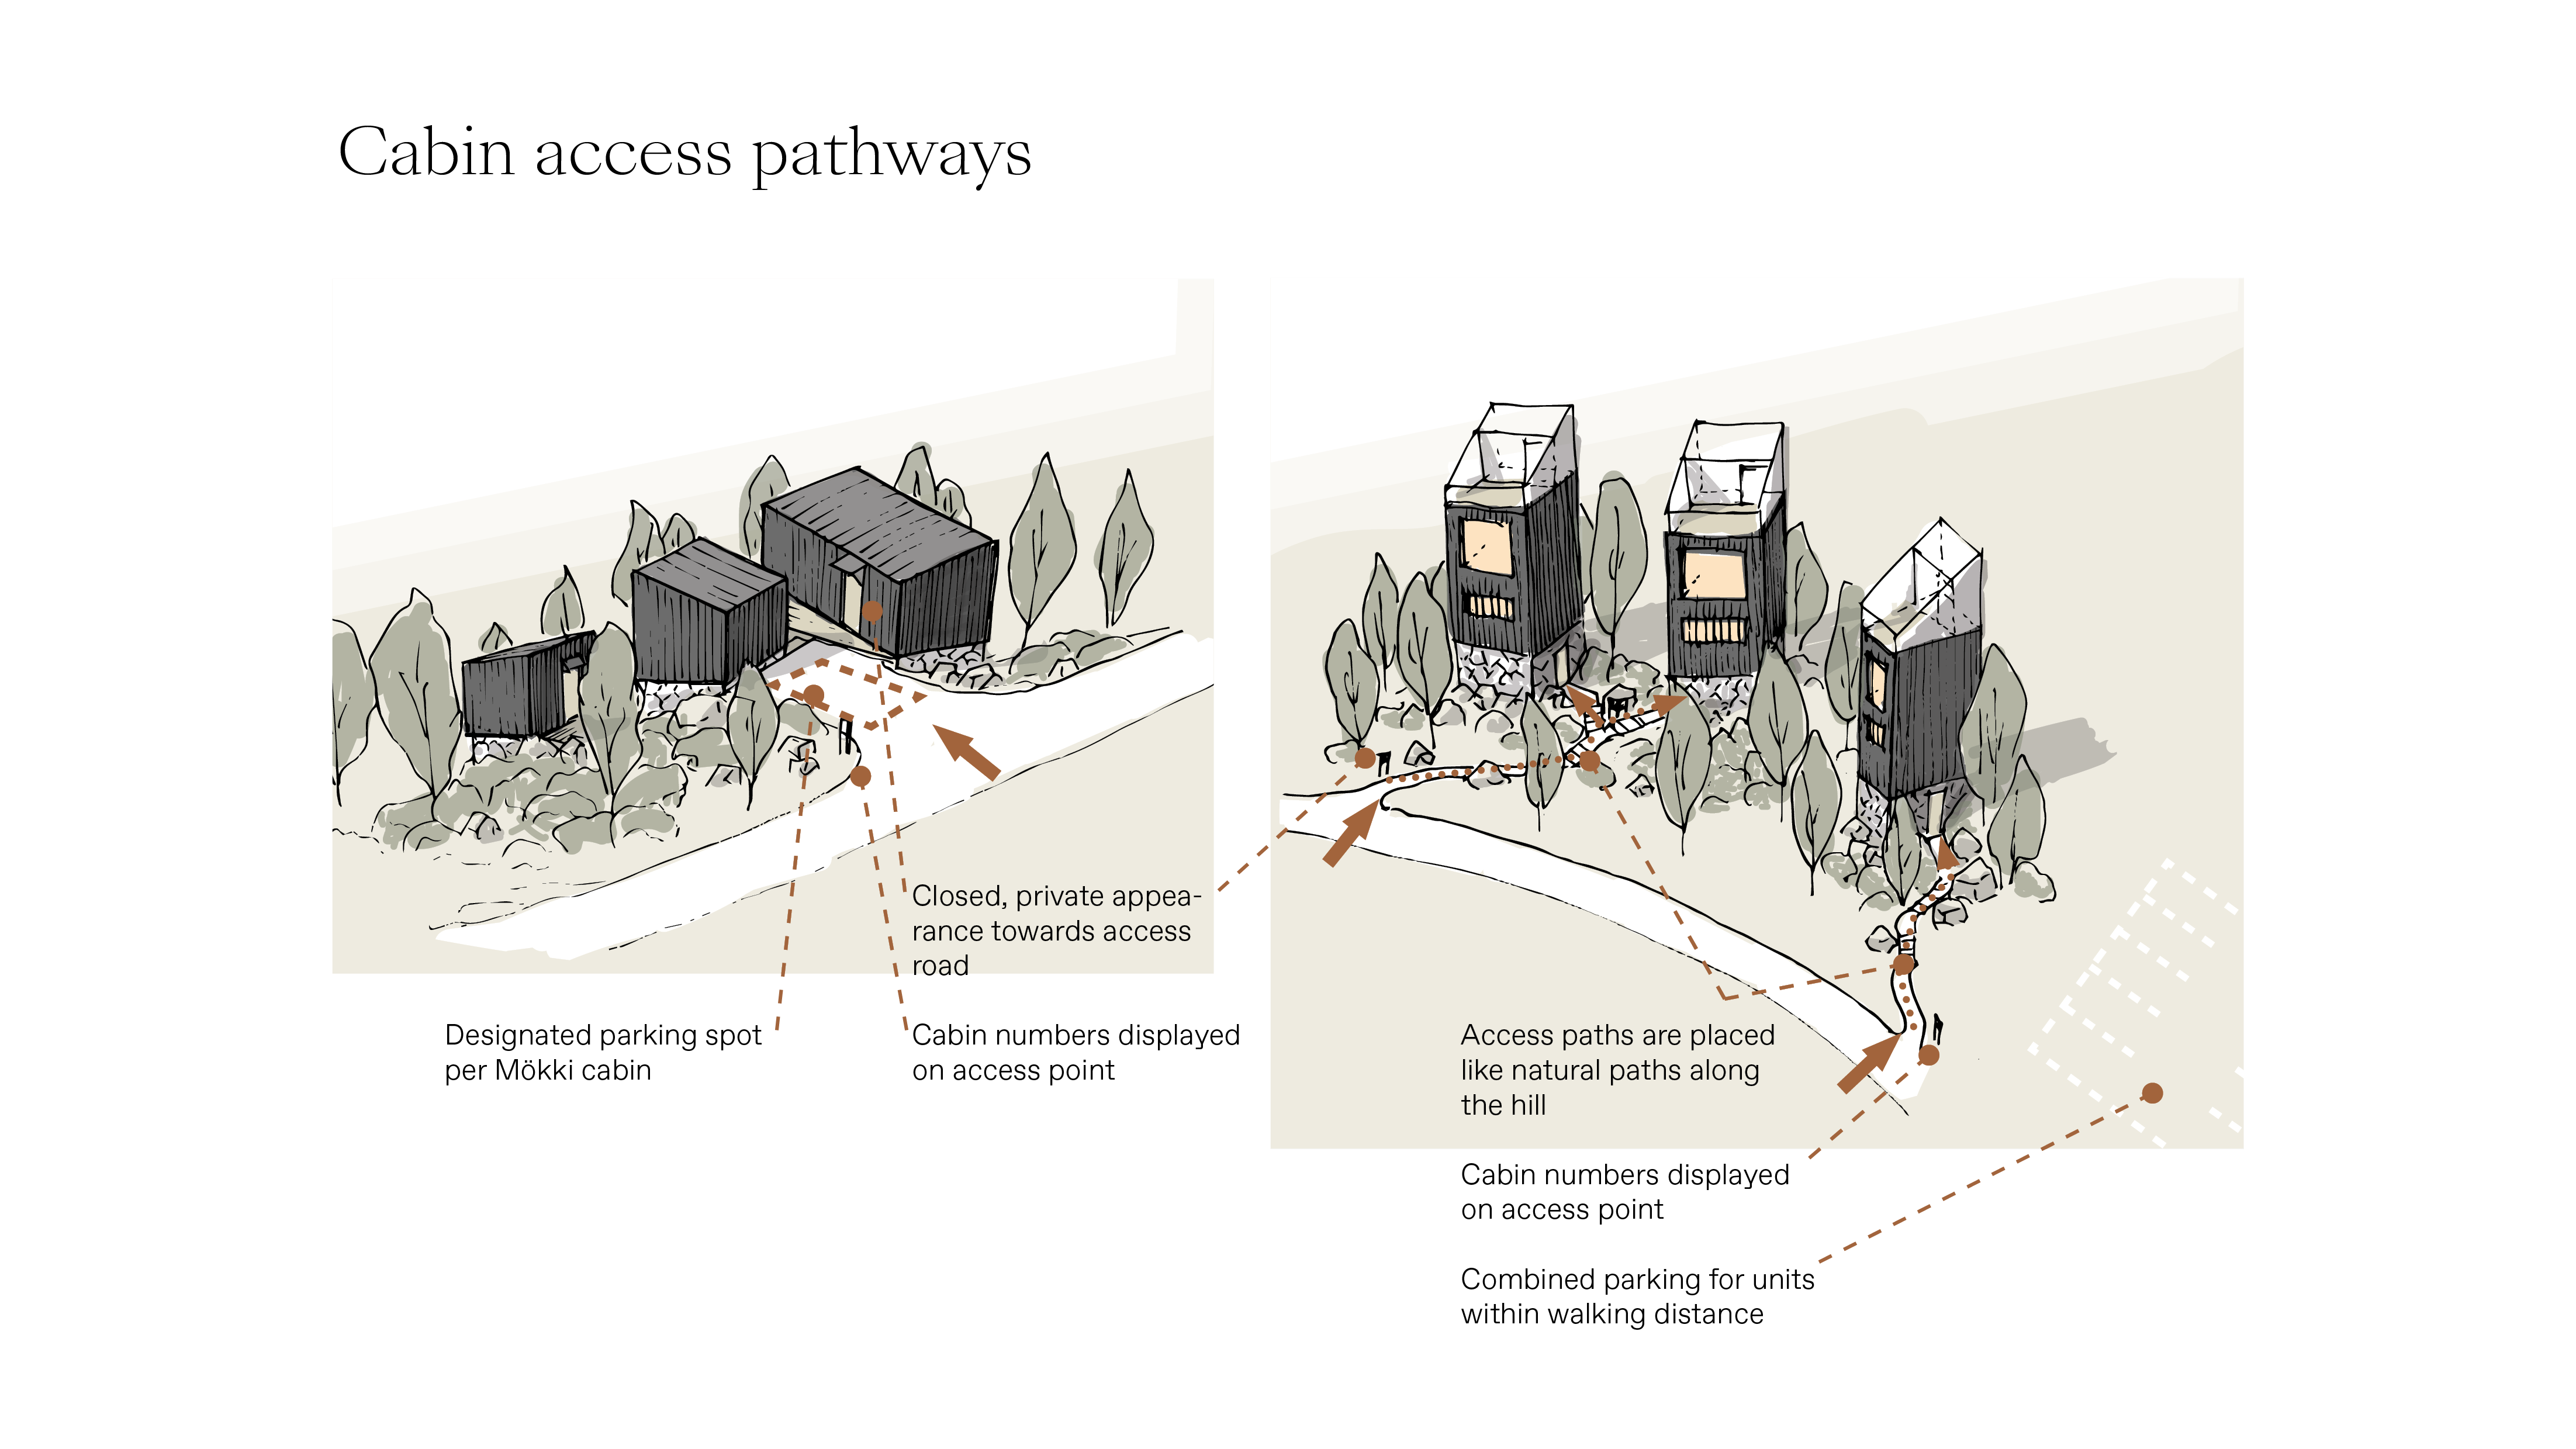 Cabin access pathways
Closed, private appea-
rance towards access
road
Designated parking spot
per Mökki cabin
Cabin numbers displayed
on access point
Access paths are placed
like natural paths along
the hill
Cabin numbers displayed
on access point
Combined parking for units
within walking distance